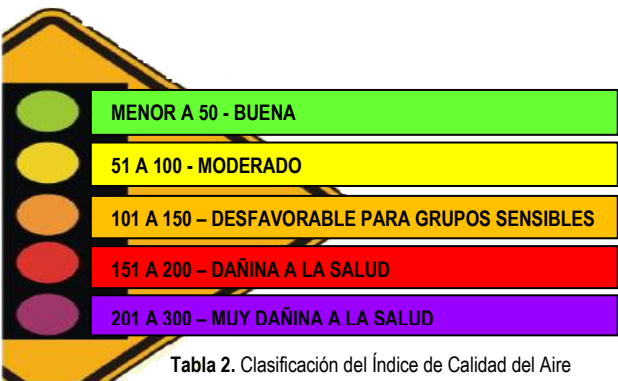 MENOR A 50 - BUENA
51 A 100 - MODERADO
101 A 150 – DESFAVORABLE PARA GRUPOS SENSIBLES
151 A 200 – DAÑINA A LA SALUD
201 A 300 – MUY DAÑINA A LA SALUD
Tabla 2. Clasificación del Índice de Calidad del Aire